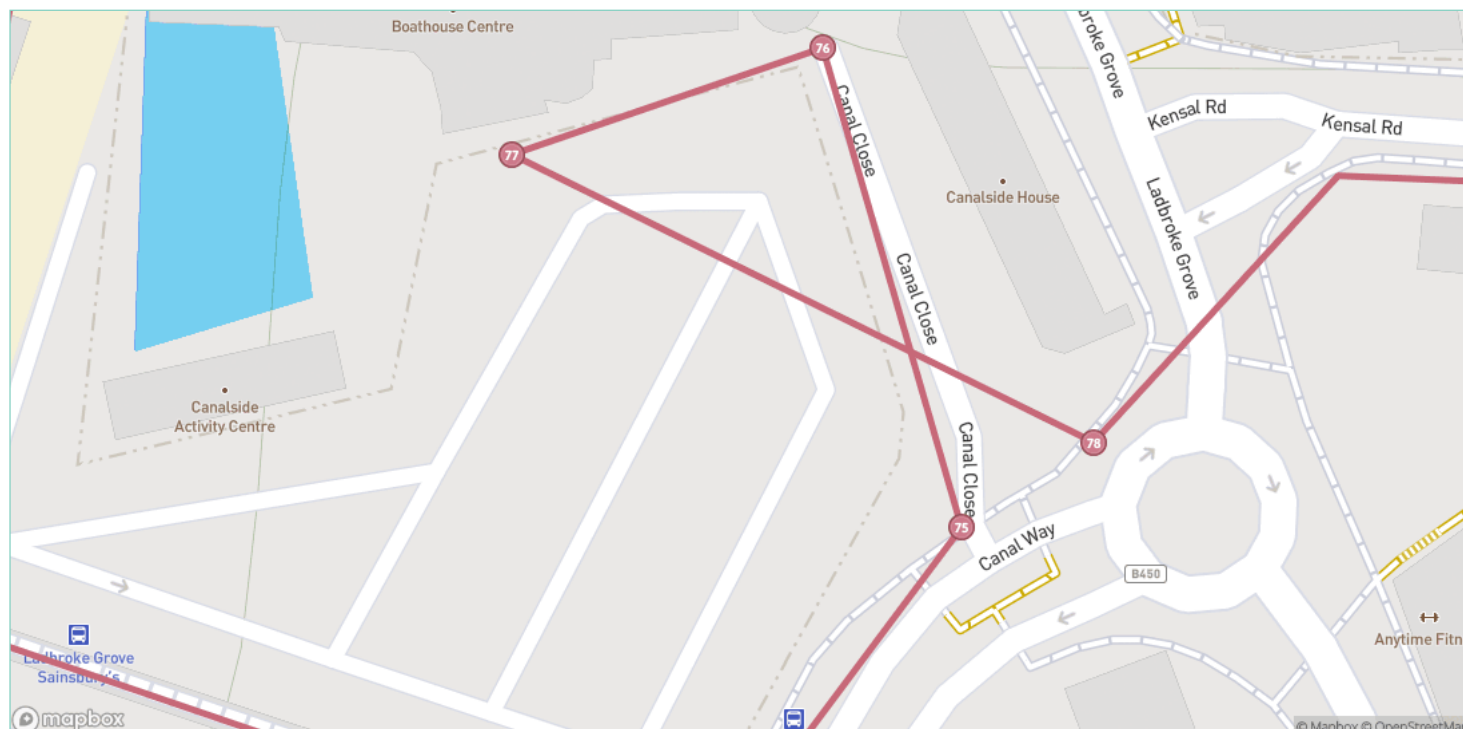 Boathouse Centre
76
Ladbroke Grove
Kensal Rd
Kensal Rd
Canal Close
77
Canalside House
Ladbroke Grove
Canal Close
Canalside
Activity Centre
78
Canal Close
75
Canal Way
B450
Anytime Fitn
Ladbroke Grove
Sainsbury's
mapbox
© Mapbox © OpenStreetMap